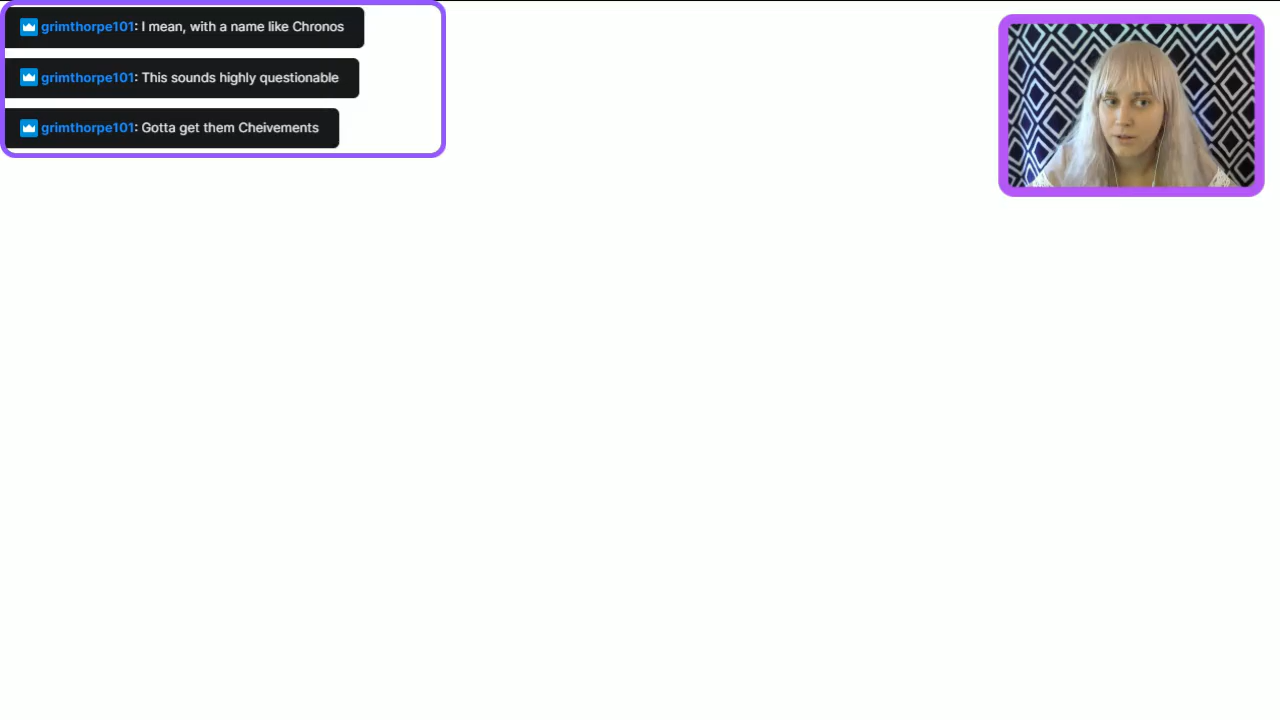 grimthorpe101: I mean, with a name like Chronos
grimthorpe101: This sounds highly questionable
grimthorpe101: Gotta get them Cheivements